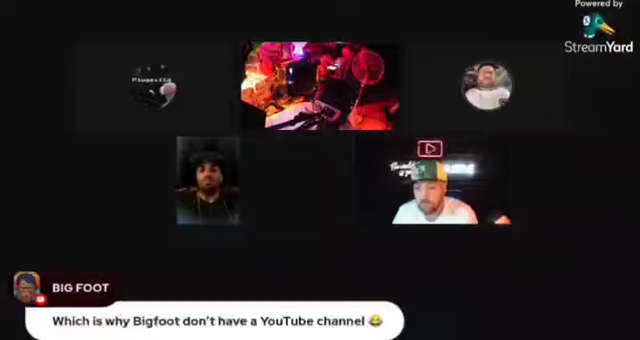 Powered by
StreamYard
BIG FOOT
Which is why Bigfoot don't have a YouTube channel 😂